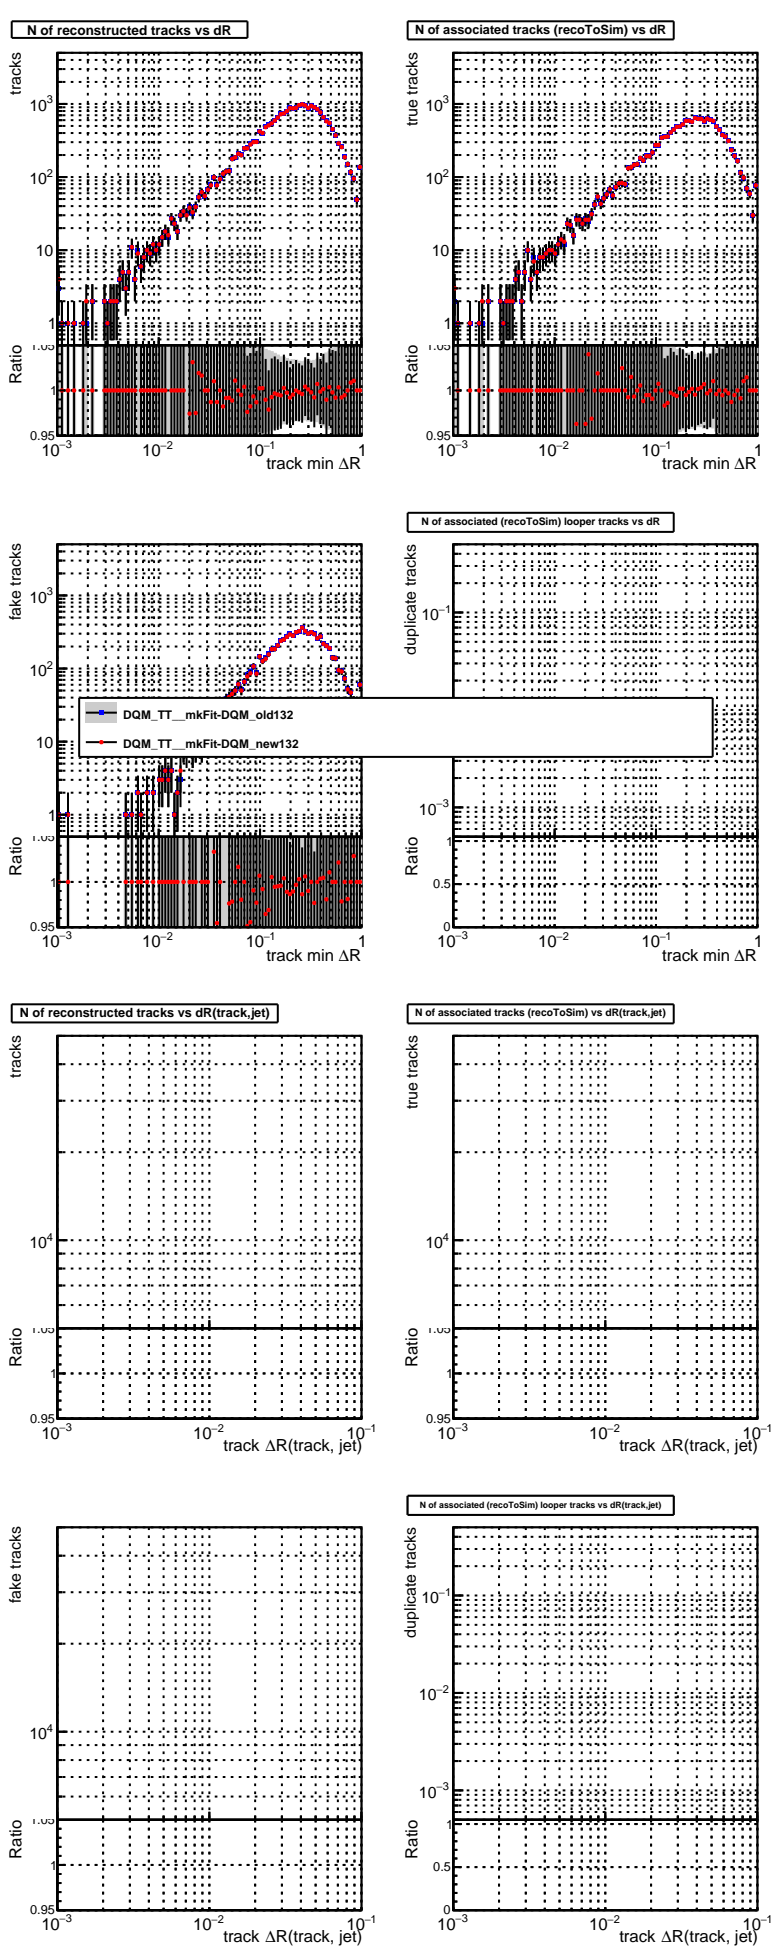 N of reconstructed tracks vs dR
tracks
10³
10²
10
1
1.05
Ratio
1
0.95
10⁻³ 10⁻² 10⁻¹ 1
track min ΔR
N of associated tracks (recoToSim) vs dR
true tracks
10³
10²
10
1
1.05
Ratio
1
0.95
10⁻³ 10⁻² 10⁻¹ 1
track min ΔR
fake tracks
10³
10²
10
1
1.05
Ratio
1
0.95
10⁻³ 10⁻² 10⁻¹ 1
track min ΔR
N of associated (recoToSim) looper tracks vs dR
duplicate tracks
10⁻¹
10⁻³
Ratio
1
0.5
0
10⁻³ 10⁻² 10⁻¹ 1
track min ΔR
DQM_TT__mkFit-DQM_old132
DQM_TT__mkFit-DQM_new132
N of reconstructed tracks vs dR(track,jet)
tracks
10⁴
1.05
Ratio
1
0.95
10⁻³ 10⁻² 10⁻¹
track ΔR(track, jet)
N of associated tracks (recoToSim) vs dR(track,jet)
true tracks
10⁴
1.05
Ratio
1
0.95
10⁻³ 10⁻² 10⁻¹
track ΔR(track, jet)
fake tracks
10⁴
1.05
Ratio
1
0.95
10⁻³ 10⁻² 10⁻¹
track ΔR(track, jet)
N of associated (recoToSim) looper tracks vs dR(track,jet)
duplicate tracks
10⁻¹
10⁻²
10⁻³
Ratio
1
0.5
0
10⁻³ 10⁻² 10⁻¹
track ΔR(track, jet)